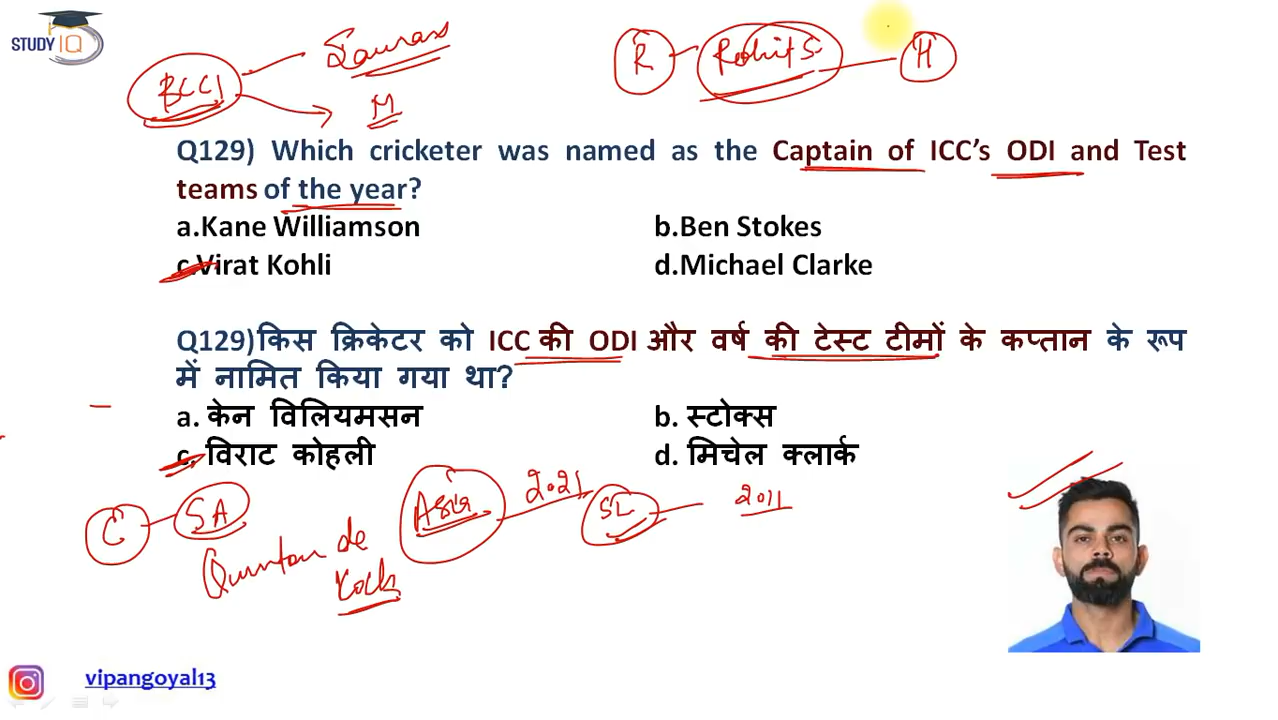 STUDY IQ
BCCI
Saurav
M
R
Rohit S
H
Q129) Which cricketer was named as the Captain of ICC’s ODI and Test
teams of the year?
a.Kane Williamson b.Ben Stokes
c.Virat Kohli d.Michael Clarke
Q129)किस क्रिकेटर को ICC की ODI और वर्ष की टेस्ट टीमों के कप्तान के रूप
में नामित किया गया था?
a. केन विलियमसन b. स्टोक्स
c. विराट कोहली d. मिचेल क्लार्क
C
SA
Asia
2021
SL
2011
Quinton de
Kock
vipangoyal13